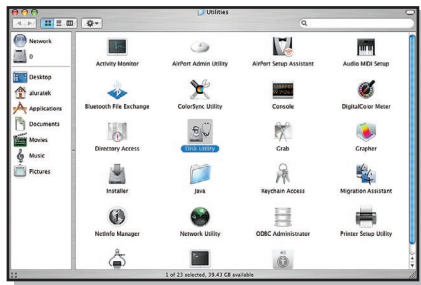 Utilities
Network
0
Desktop
aluratek
Applications
Documents
Movies
Music
Pictures
Activity Monitor
AirPort Admin Utility
AirPort Setup Assistant
Audio MIDI Setup
Bluetooth File Exchange
ColorSync Utility
Console
DigitalColor Meter
Directory Access
Disk Utility
Grab
Grapher
Installer
Java
Keychain Access
Migration Assistant
NetInfo Manager
Network Utility
ODBC Administrator
Printer Setup Utility
1 of 23 selected, 39.43 GB available